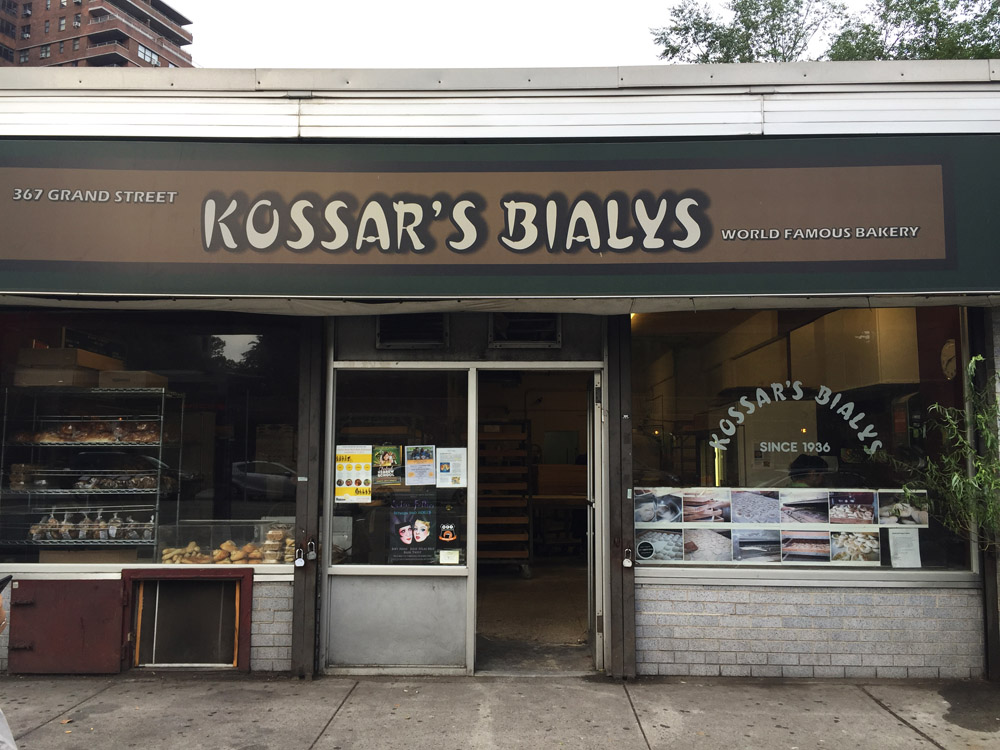 367 GRAND STREET
KOSSAR'S BIALYS
WORLD FAMOUS BAKERY
KOSSAR'S BIALYS
SINCE 1936